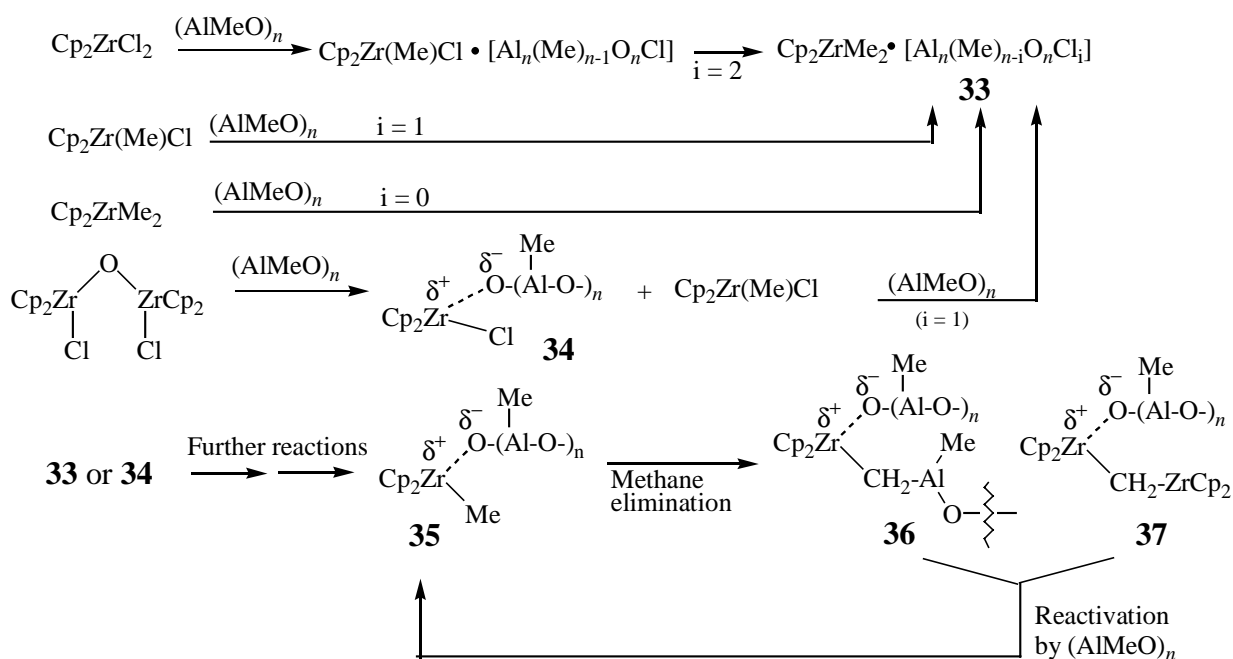 Cp2ZrCl2 (AlMeO)n Cp2Zr(Me)Cl • [Aln(Me)n-1OnCl] i = 2 Cp2ZrMe2• [Aln(Me)n-iOnCli]
33
Cp2Zr(Me)Cl (AlMeO)n i = 1
Cp2ZrMe2 (AlMeO)n i = 0
O
Cp2Zr ZrCp2
Cl Cl
(AlMeO)n
Me
δ− O-(Al-O-)n
δ+
Cp2Zr
Cl
34
+ Cp2Zr(Me)Cl (AlMeO)n
(i = 1)
33 or 34 Further reactions
Me
δ− O-(Al-O-)n
δ+
Cp2Zr
Me
35
Methane
elimination
Me
δ− O-(Al-O-)n
δ+
Cp2Zr Me
CH2-Al
O
36
Me
δ− O-(Al-O-)n
δ+
Cp2Zr
CH2-ZrCp2
37
Reactivation
by (AlMeO)n